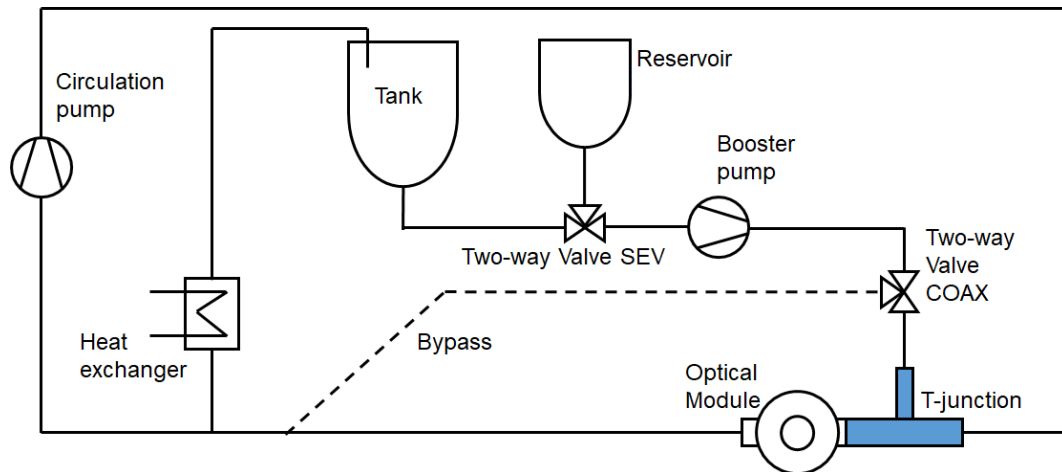 Circulation
pump
Tank
Reservoir
Booster
pump
Two-way Valve SEV
Two-way
Valve
COAX
Heat
exchanger
Bypass
Optical
Module
T-junction